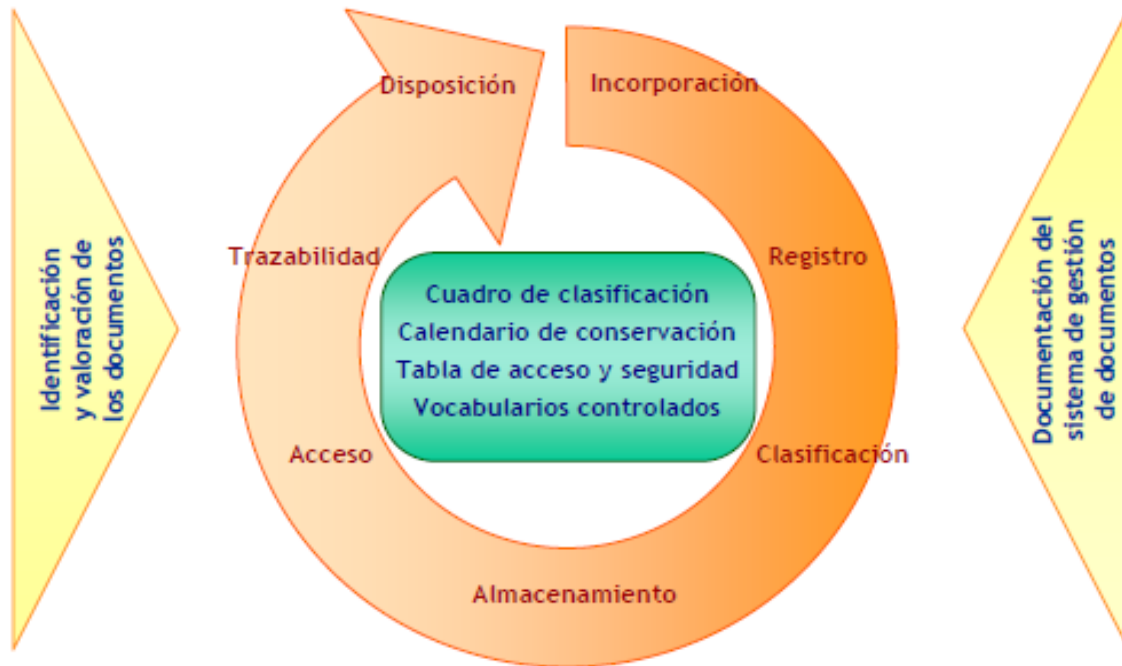 Disposición
Incorporación
Trazabilidad
Registro
Identificación
y valoración de
los documentos
Cuadro de clasificación
Calendario de conservación
Tabla de acceso y seguridad
Vocabularios controlados
Documentación del
sistema de gestión
de documentos
Acceso
Clasificación
Almacenamiento